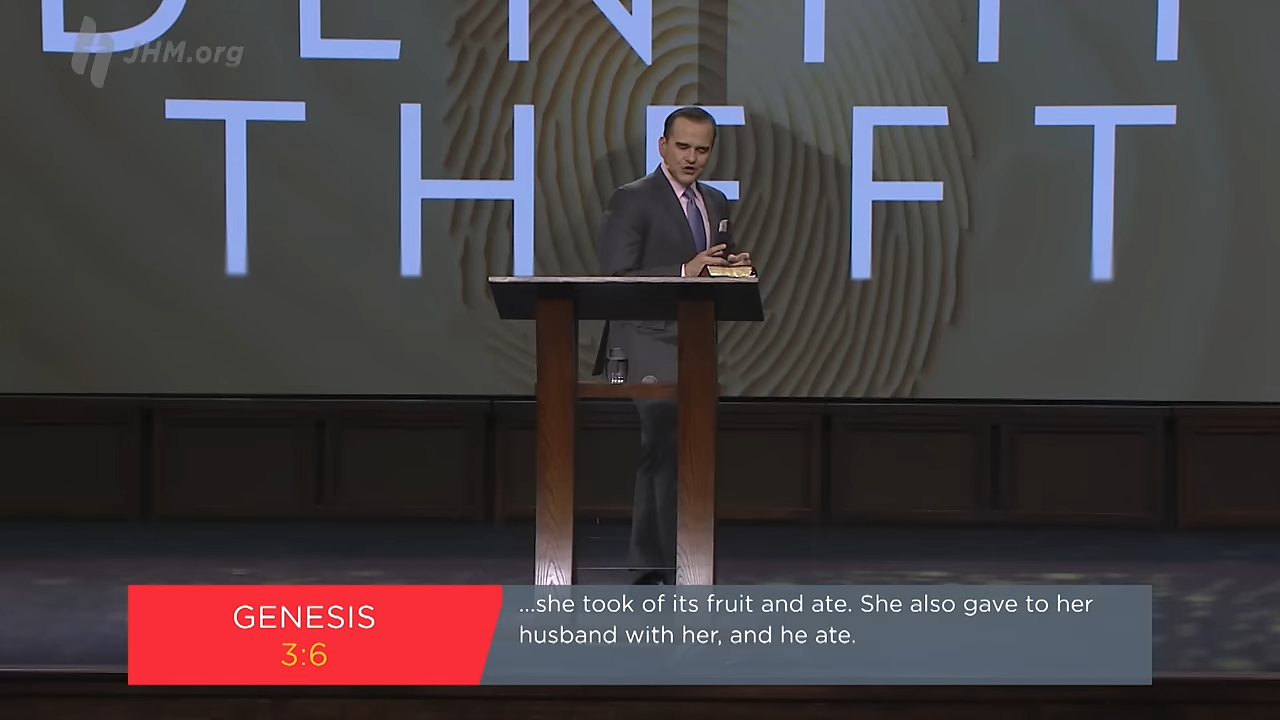 JHM.org
DENTIT
THEFT
GENESIS
3:6
...she took of its fruit and ate. She also gave to her
husband with her, and he ate.